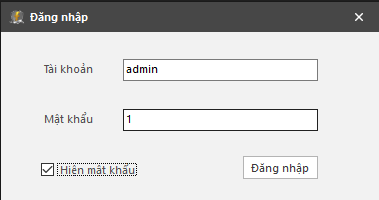 Đăng nhập
Tài khoản admin
Mật khẩu 1
Hiện mật khẩu Đăng nhập